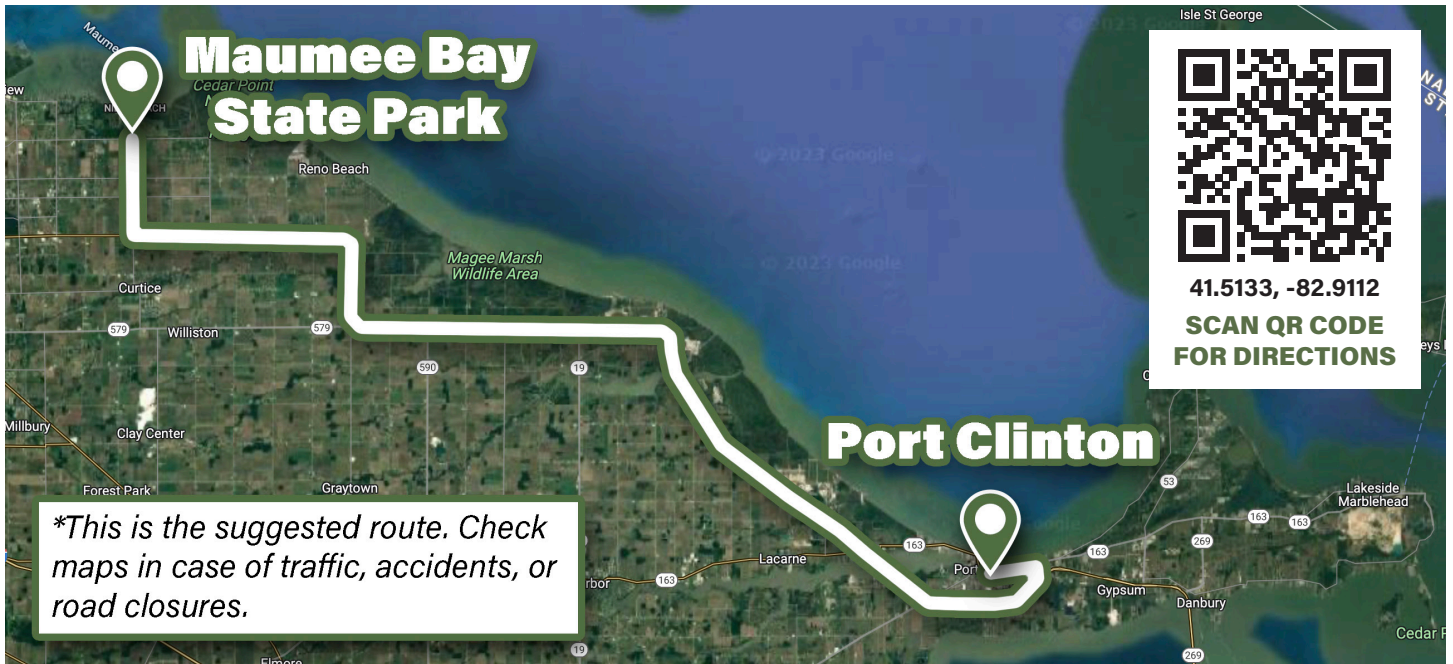 Isle St George
Maumee Bay
State Park
Cedar Point
Reno Beach
© 2023 Google
Magee Marsh
Wildlife Area
© 2023 Google
41.5133, -82.9112
SCAN QR CODE
FOR DIRECTIONS
Curtice
579
Williston
579
590
19
Millbury
Clay Center
Port Clinton
Forest Park
Graytown
53
Lakeside
Marblehead
*This is the suggested route. Check
maps in case of traffic, accidents, or
road closures.
163
163
163
269
163
Lacarne
163
Port
Gypsum
Danbury
Cedar
19
269
Elmore